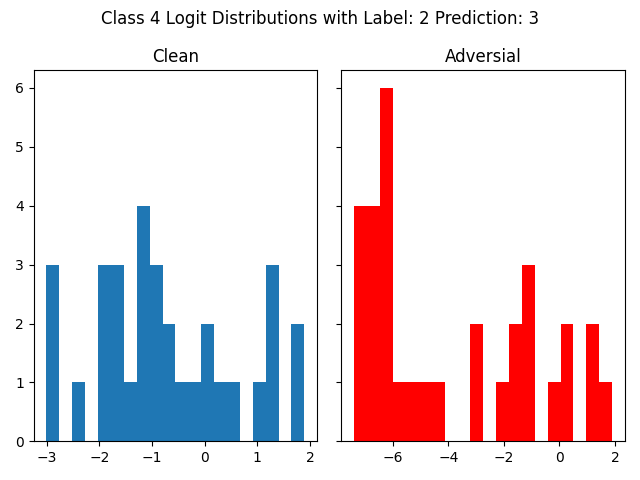 Class 4 Logit Distributions with Label: 2 Prediction: 3
Clean
Adversial
6
5
4
3
2
1
0
−3 −2 −1 0 1 2
−6 −4 −2 0 2